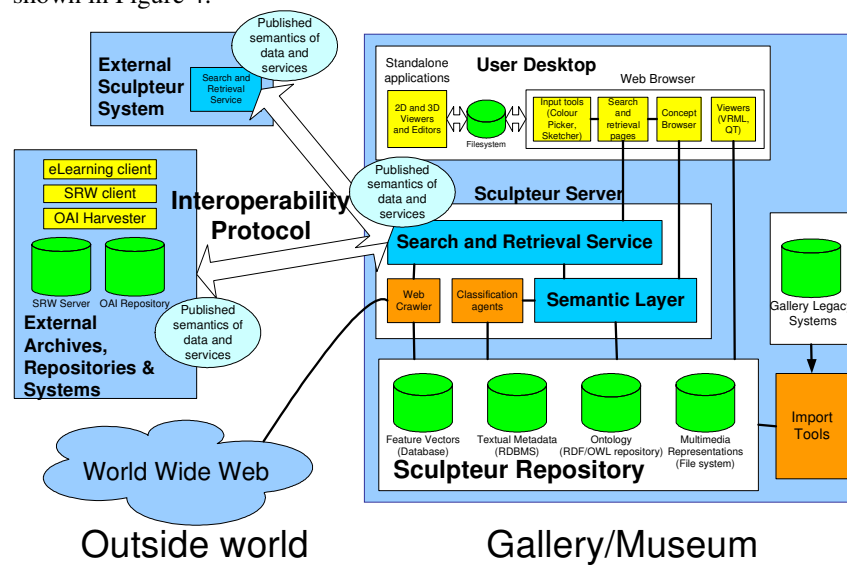 shown in Figure 4.
Published
semantics of
data and
services
External
Sculpteur
System
Search and
Retrieval
Service
Standalone
applications
User Desktop
Web Browser
2D and 3D
Viewers
and Editors
Filesystem
Input tools
(Colour
Picker,
Sketcher)
Search
and
retrieval
pages
Concept
Browser
Viewers
(VRML,
QT)
eLearning client
SRW client
OAI Harvester
SRW Server
OAI Repository
External
Archives,
Repositories &
Systems
Interoperability
Protocol
Published
semantics of
data and
services
Published
semantics of
data and
services
Sculpteur Server
Search and Retrieval Service
Web
Crawler
Classification
agents
Semantic Layer
Gallery Legacy
Systems
Import
Tools
Feature Vectors
(Database)
Textual Metadata
(RDBMS)
Ontology
(RDF/OWL repository)
Multimedia
Representations
(File system)
Sculpteur Repository
World Wide Web
Outside world
Gallery/Museum